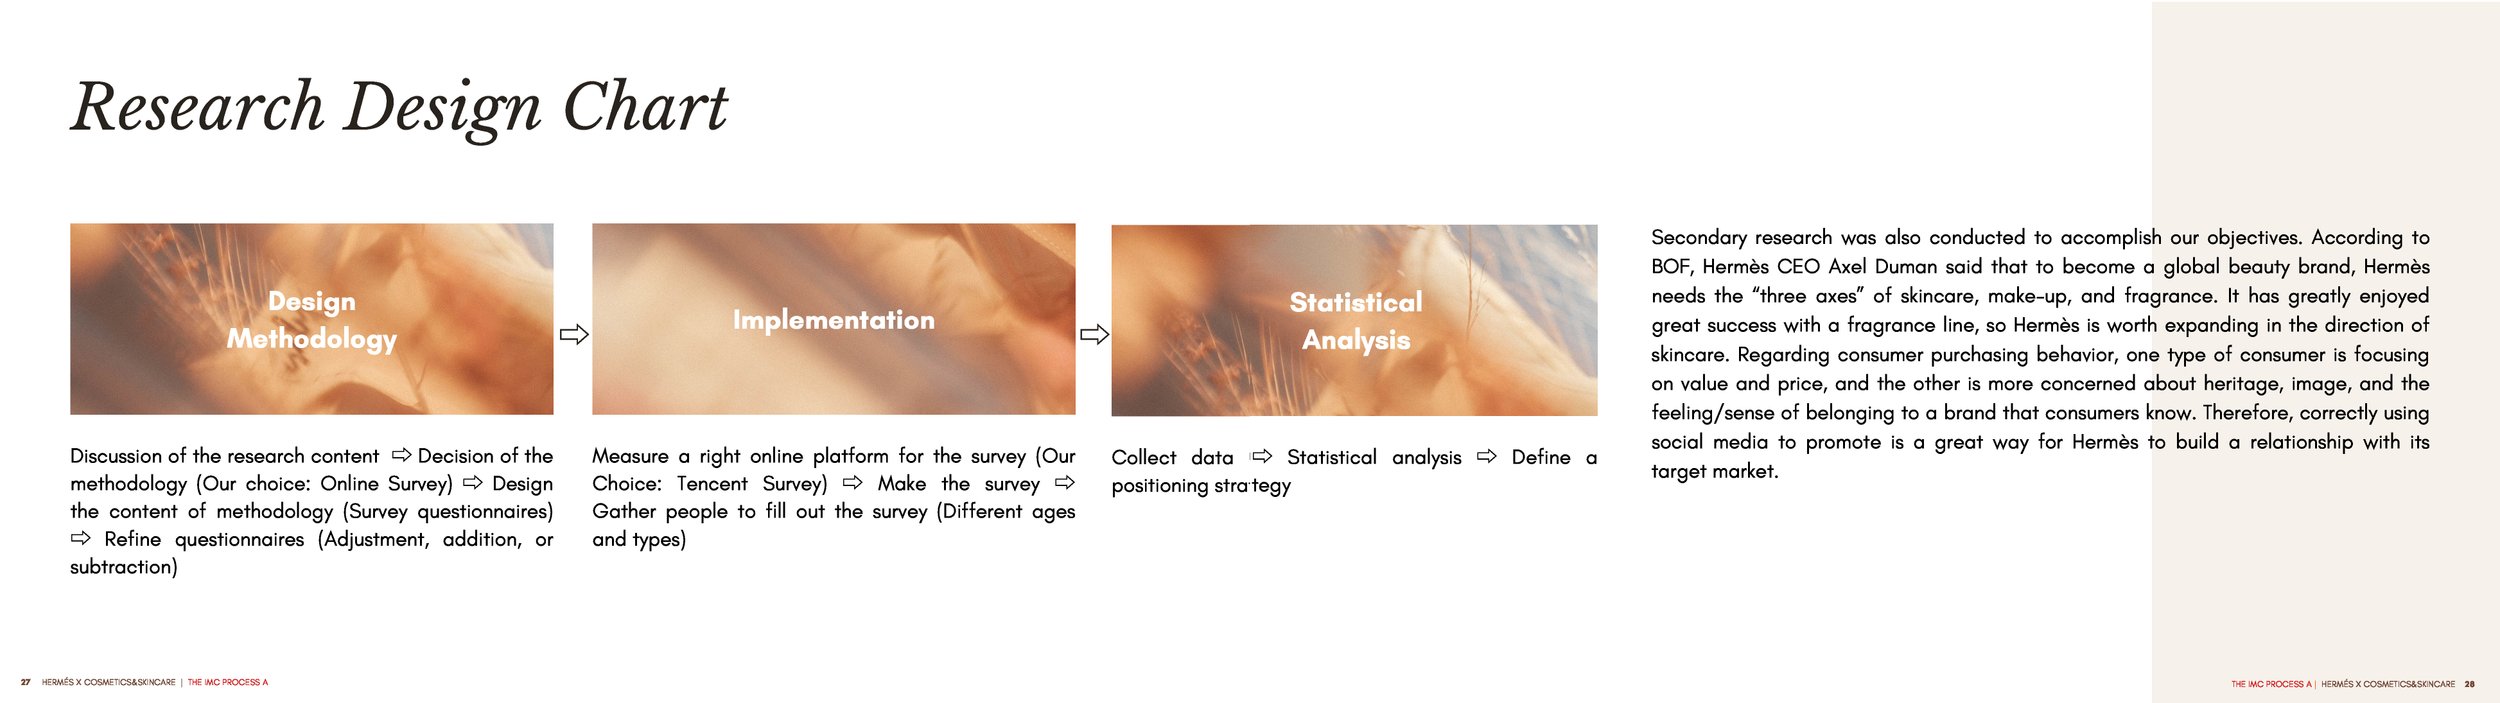 Research Design Chart
Design
Methodology
⇨
Implementation
⇨
Statistical
Analysis
Discussion of the research content ⇨ Decision of the
methodology (Our choice: Online Survey) ⇨ Design
the content of methodology (Survey questionnaires)
⇨ Refine questionnaires (Adjustment, addition, or
subtraction)
Measure a right online platform for the survey (Our
Choice: Tencent Survey) ⇨ Make the survey ⇨
Gather people to fill out the survey (Different ages
and types)
Collect data ⇨ Statistical analysis ⇨ Define a
positioning strategy
Secondary research was also conducted to accomplish our objectives. According to
BOF, Hermès CEO Axel Duman said that to become a global beauty brand, Hermès
needs the “three axes” of skincare, make-up, and fragrance. It has greatly enjoyed
great success with a fragrance line, so Hermès is worth expanding in the direction of
skincare. Regarding consumer purchasing behavior, one type of consumer is focusing
on value and price, and the other is more concerned about heritage, image, and the
feeling/sense of belonging to a brand that consumers know. Therefore, correctly using
social media to promote is a great way for Hermès to build a relationship with its
target market.
27 HERMÉS X COSMETICS&SKINCARE | THE IMC PROCESS A
THE IMC PROCESS A | HERMÉS X COSMETICS&SKINCARE 28